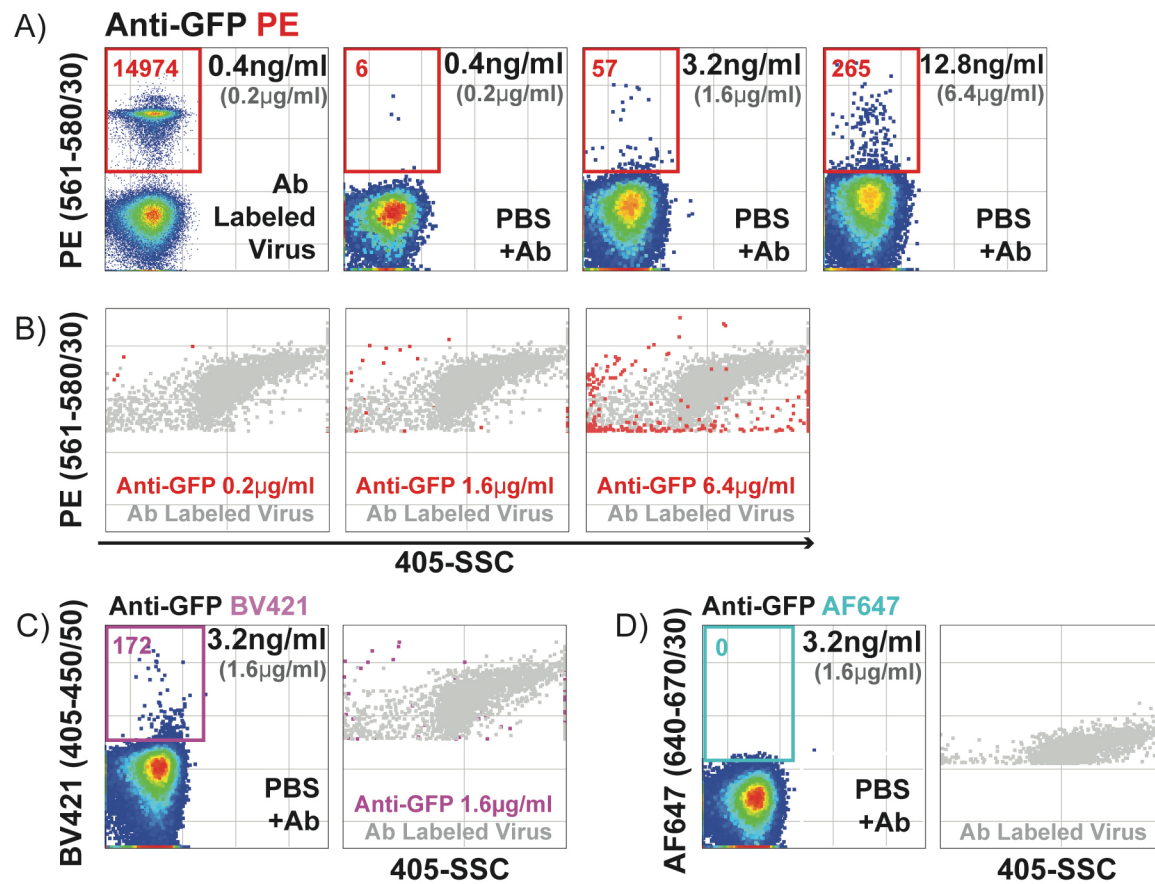 A)
Anti-GFP PE
PE (561-580/30)
14974
0.4ng/ml
(0.2µg/ml)
Ab
Labeled
Virus
6
0.4ng/ml
(0.2µg/ml)
PBS
+Ab
57
3.2ng/ml
(1.6µg/ml)
PBS
+Ab
265
12.8ng/ml
(6.4µg/ml)
PBS
+Ab
B)
PE (561-580/30)
Anti-GFP 0.2µg/ml
Ab Labeled Virus
Anti-GFP 1.6µg/ml
Ab Labeled Virus
Anti-GFP 6.4µg/ml
Ab Labeled Virus
405-SSC
C)
Anti-GFP BV421
BV421 (405-450/50)
172
3.2ng/ml
(1.6µg/ml)
PBS
+Ab
Anti-GFP 1.6µg/ml
Ab Labeled Virus
405-SSC
D)
Anti-GFP AF647
AF647 (640-670/30)
0
3.2ng/ml
(1.6µg/ml)
PBS
+Ab
Ab Labeled Virus
405-SSC